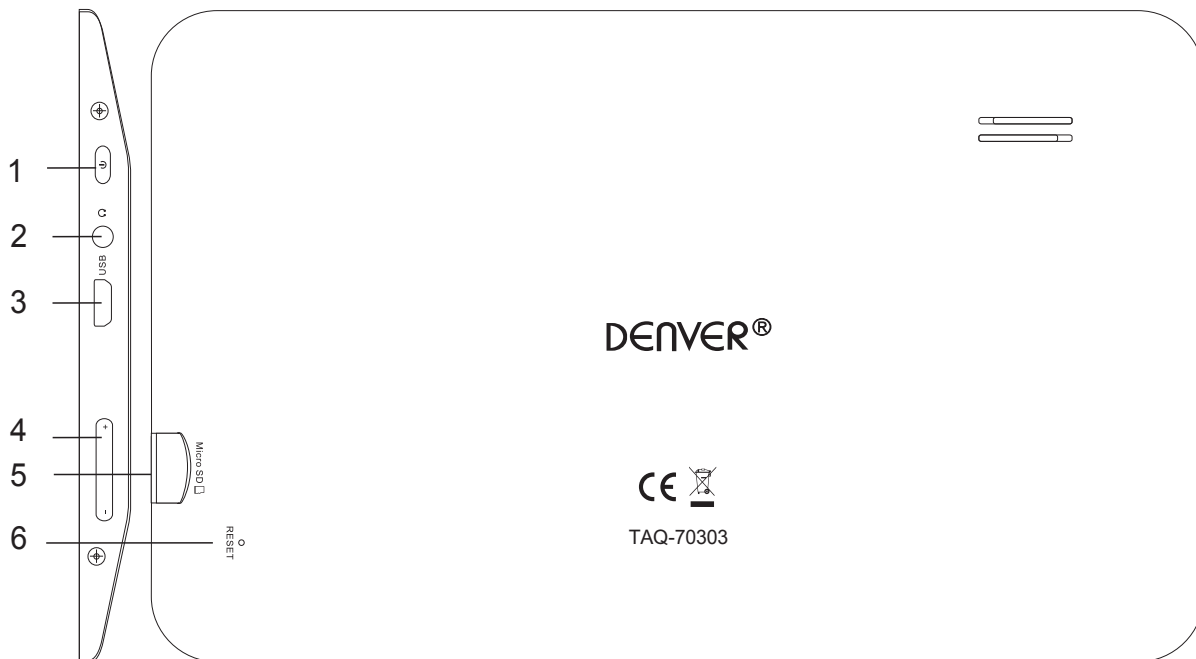 1
2
USB
3
DENVER®
4
+
Micro SD
5
-
CE
TAQ-70303
6
RESET